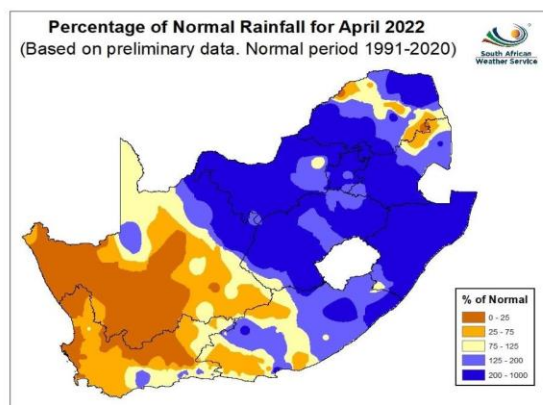 Percentage of Normal Rainfall for April 2022
(Based on preliminary data. Normal period 1991-2020)
South African
Weather Service
% of Normal
0 - 25
25 - 75
75 - 125
125 - 200
200 - 1000